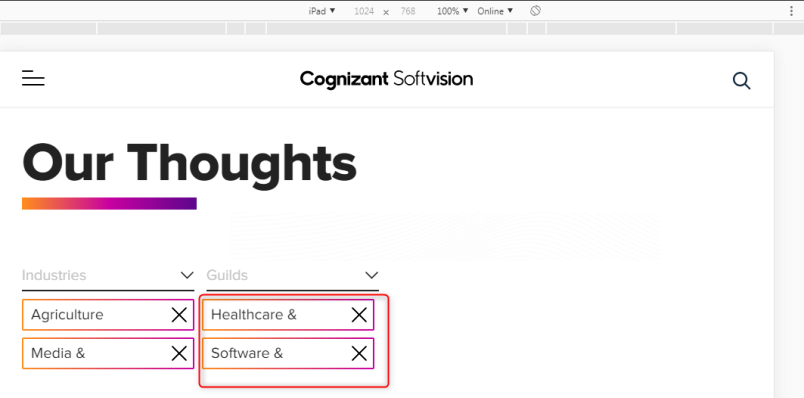 iPad ▼ 1024 x 768 100% ▼ Online ▼
Cognizant Softvision
Our Thoughts
Industries Guilds
Agriculture Healthcare &
Media & Software &